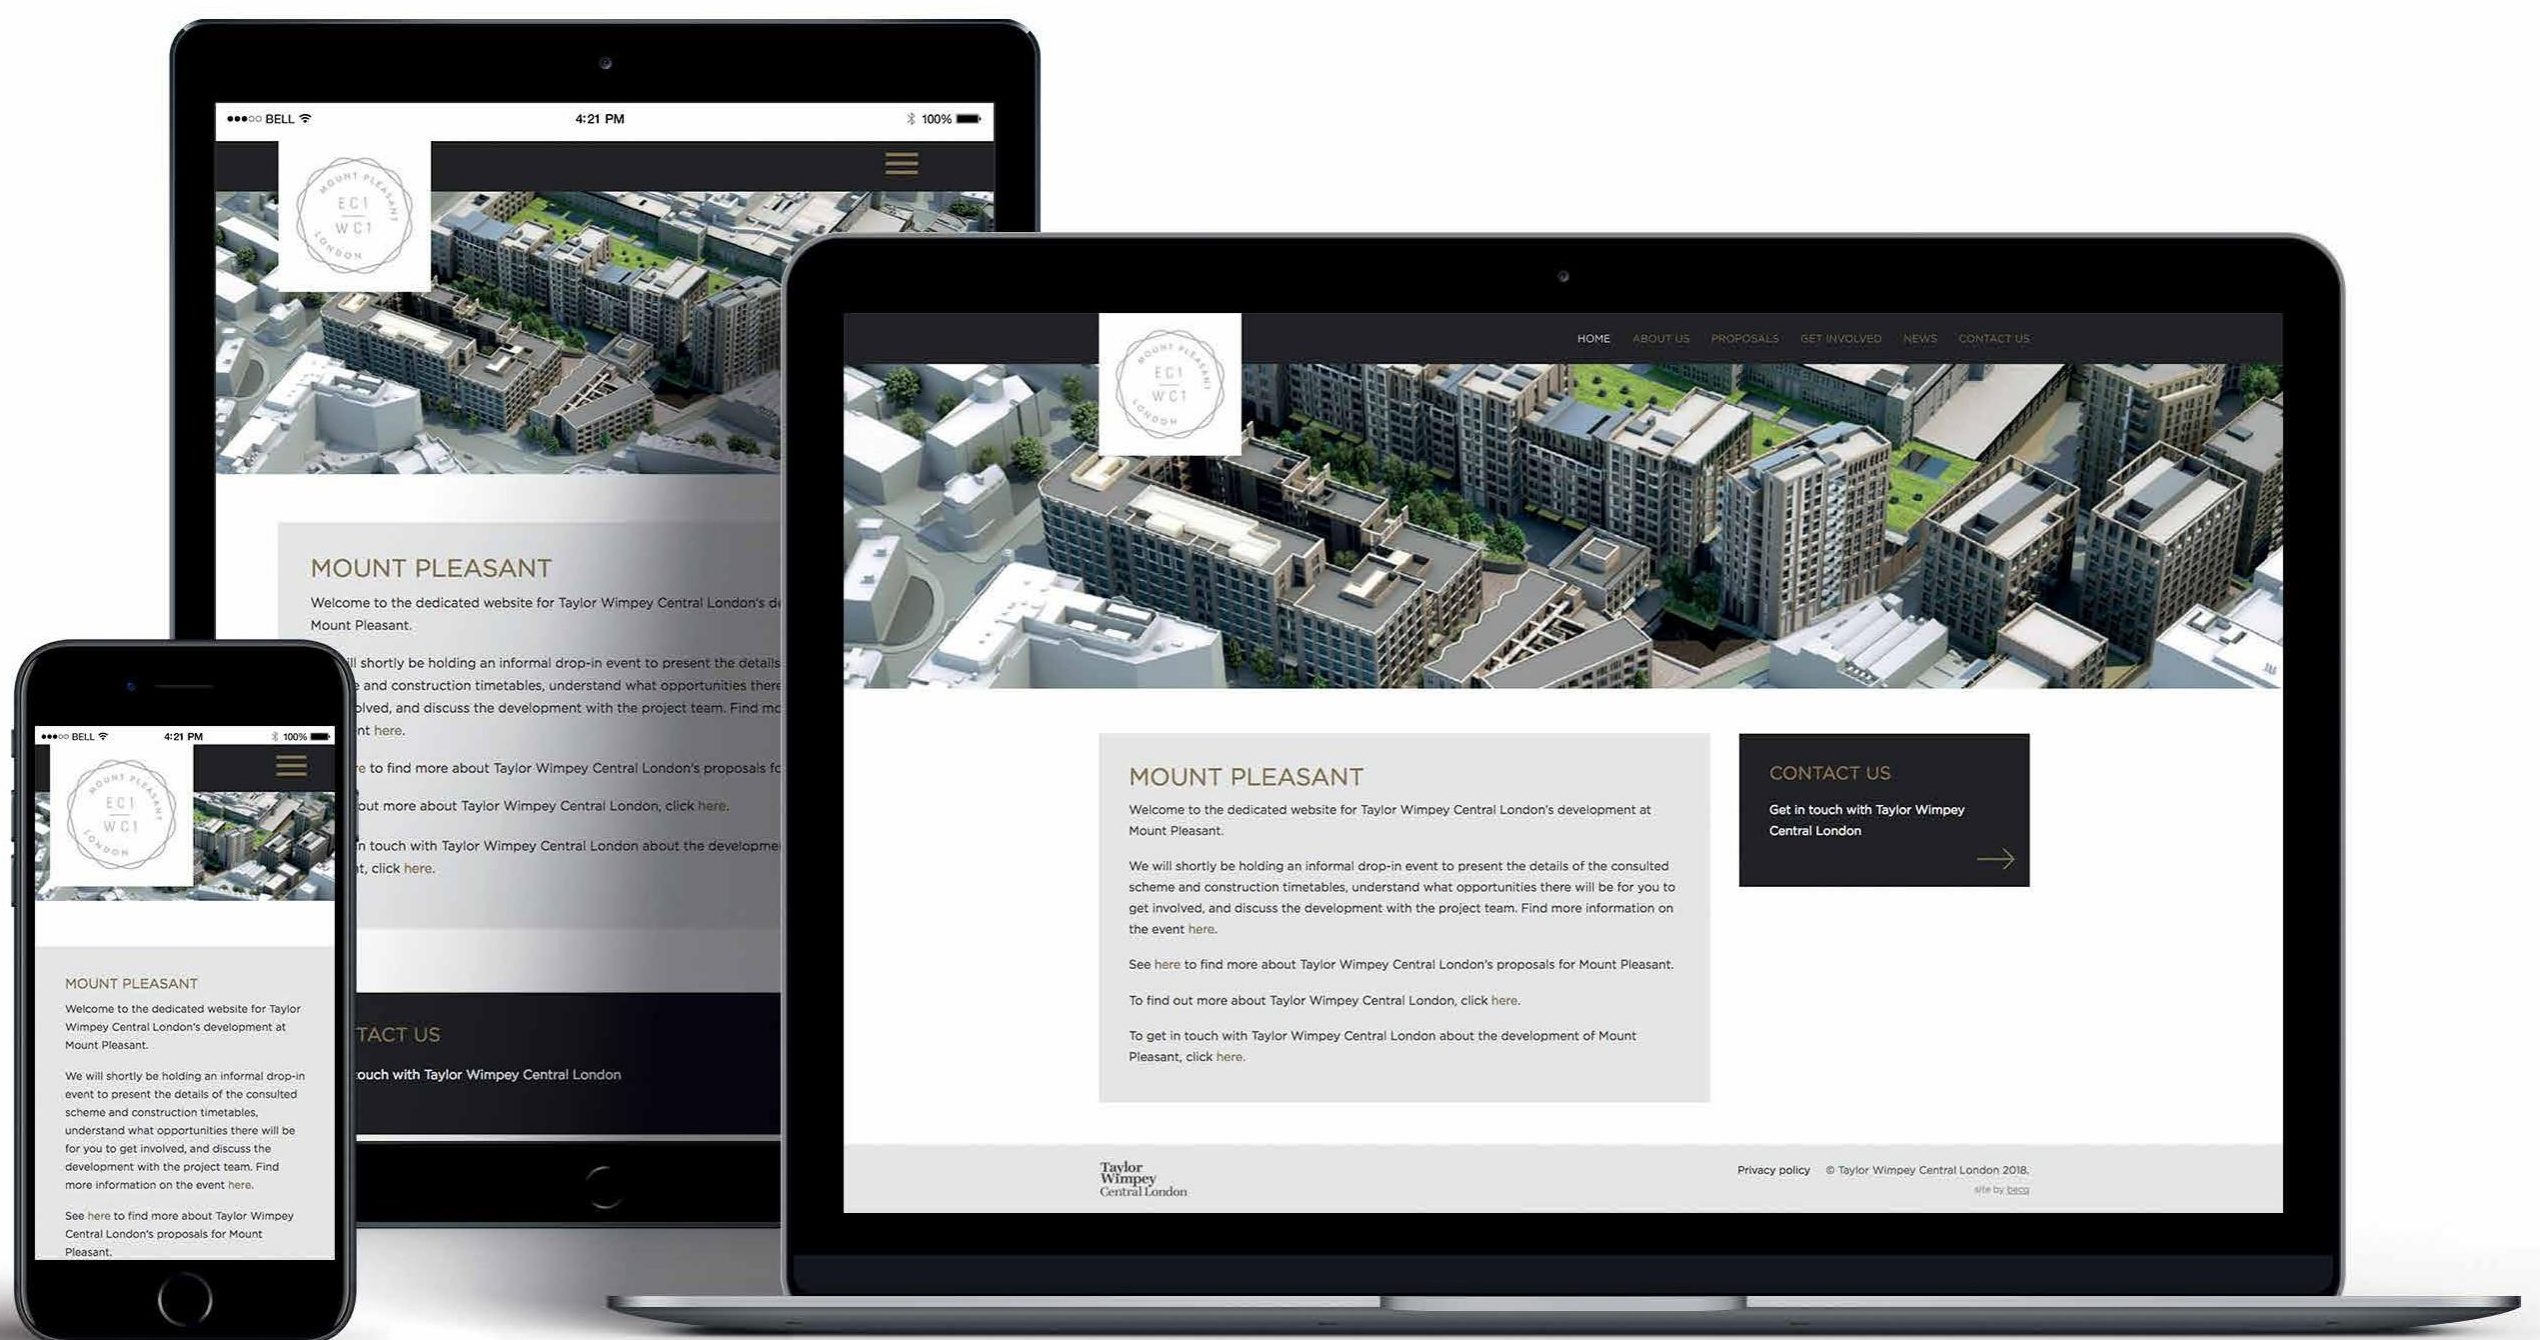 ●●●○○ BELL 4:21 PM 100%
MOUNT PLEASANT
EC1
WC1
LONDON
MOUNT PLEASANT
Welcome to the dedicated website for Taylor Wimpey Central London's
Mount Pleasant.
shortly be holding an informal drop-in event to present the details
and construction timetables, understand what opportunities there
and discuss the development with the project team. Find
here.
to find more about Taylor Wimpey Central London's proposals
out more about Taylor Wimpey Central London, click here.
touch with Taylor Wimpey Central London about the
click here.
TACT US
ouch with Taylor Wimpey Central London
●●●○○ BELL 4:21 PM 100%
MOUNT PLEASANT
EC1
WC1
LONDON
MOUNT PLEASANT
Welcome to the dedicated website for Taylor
Wimpey Central London's development at
Mount Pleasant.
We will shortly be holding an informal drop-in
event to present the details of the consulted
scheme and construction timetables,
understand what opportunities there will be
for you to get involved, and discuss the
development with the project team. Find
more information on the event here.
See here to find more about Taylor Wimpey
Central London's proposals for Mount
Pleasant.
MOUNT PLEASANT
EC1
WC1
LONDON
HOME ABOUT US PROPOSALS GET INVOLVED NEWS CONTACT US
MOUNT PLEASANT
Welcome to the dedicated website for Taylor Wimpey Central London's development at
Mount Pleasant.
We will shortly be holding an informal drop-in event to present the details of the consulted
scheme and construction timetables, understand what opportunities there will be for you to
get involved, and discuss the development with the project team. Find more information on
the event here.
See here to find more about Taylor Wimpey Central London's proposals for Mount Pleasant.
To find out more about Taylor Wimpey Central London, click here.
To get in touch with Taylor Wimpey Central London about the development of Mount
Pleasant, click here.
CONTACT US
Get in touch with Taylor Wimpey
Central London
Taylor
Wimpey
Central London
Privacy policy © Taylor Wimpey Central London 2018.
site by becg